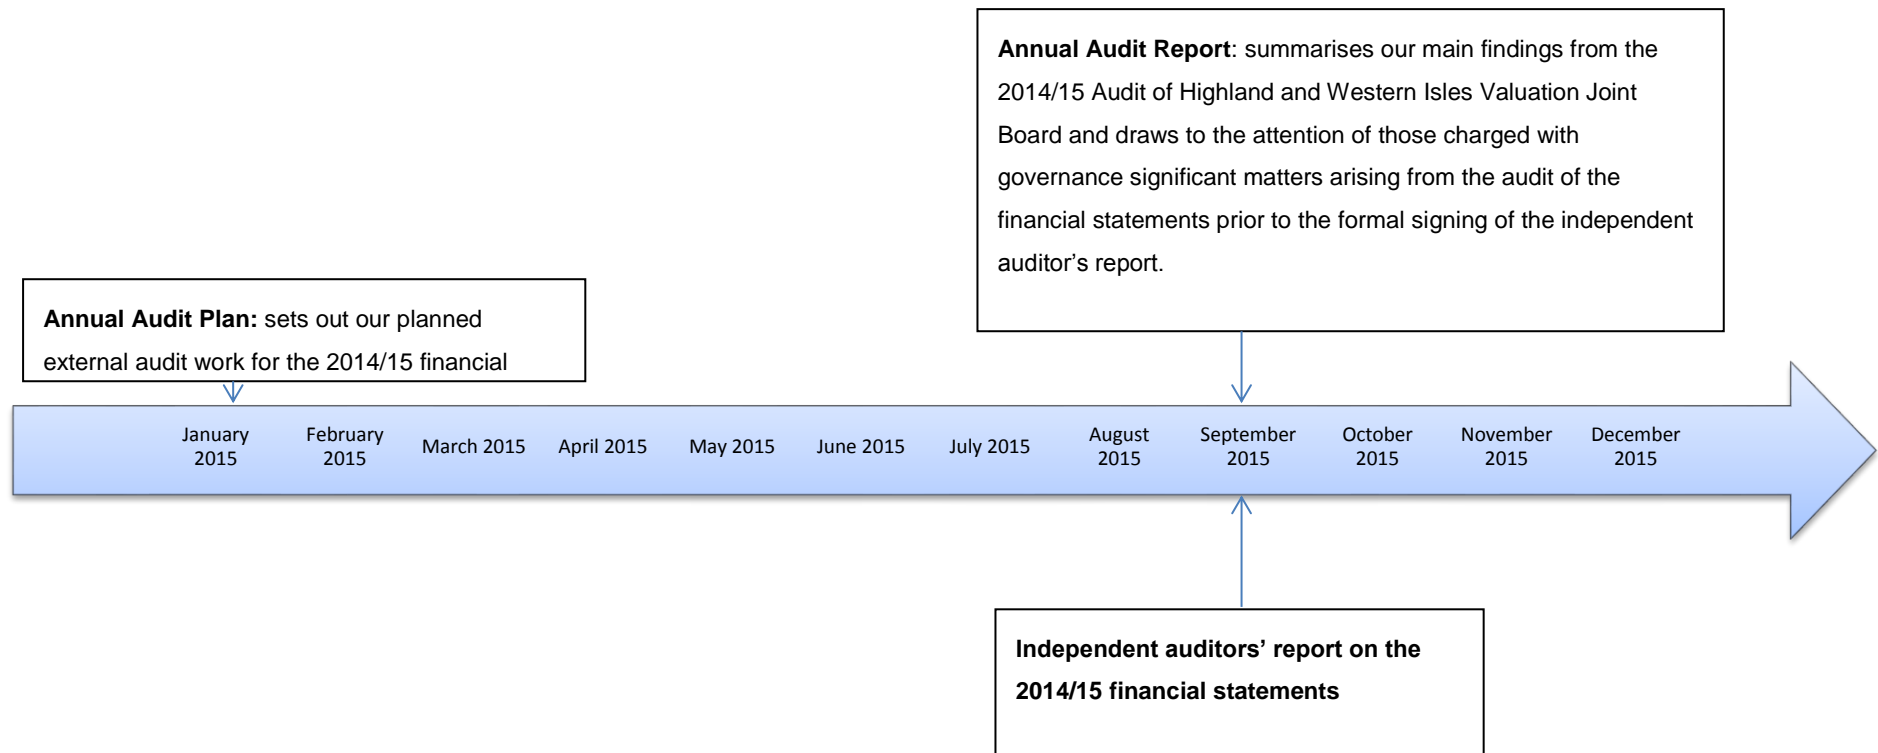 Annual Audit Report: summarises our main findings from the
2014/15 Audit of Highland and Western Isles Valuation Joint
Board and draws to the attention of those charged with
governance significant matters arising from the audit of the
financial statements prior to the formal signing of the independent
auditor’s report.
Annual Audit Plan: sets out our planned
external audit work for the 2014/15 financial
January
2015
February
2015
March 2015
April 2015
May 2015
June 2015
July 2015
August
2015
September
2015
October
2015
November
2015
December
2015
Independent auditors’ report on the
2014/15 financial statements